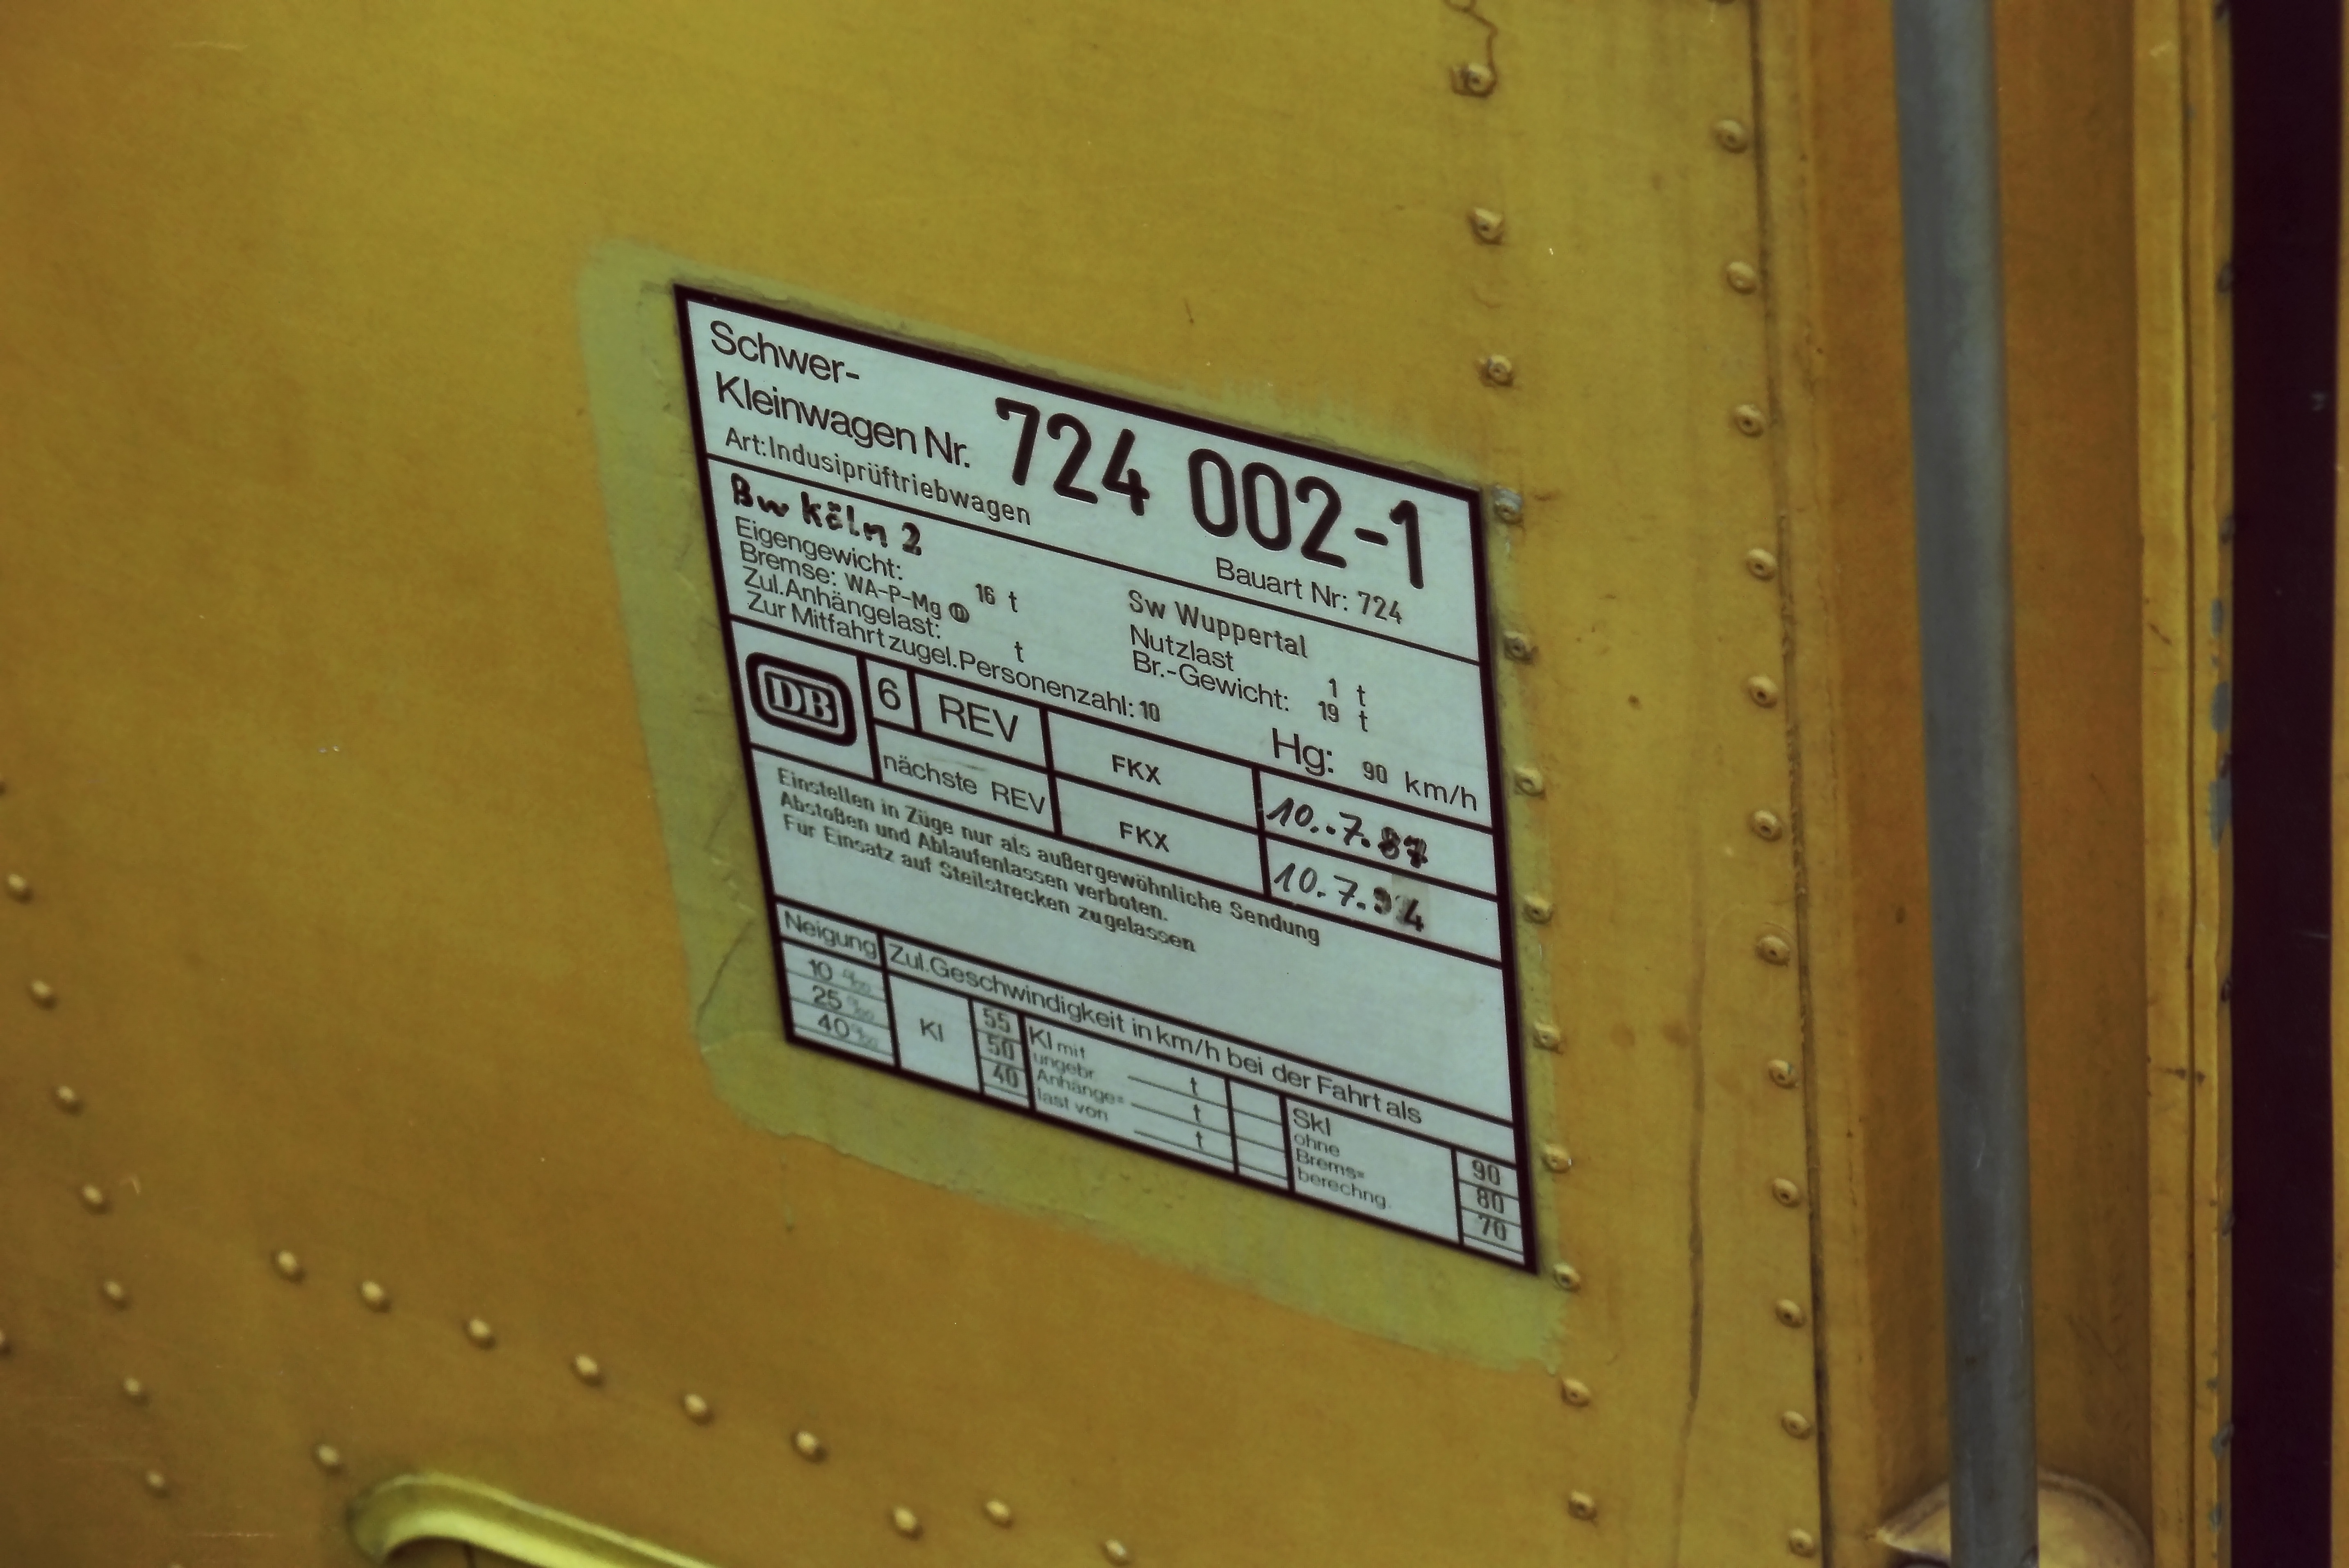 Schwer-
Kleinwagen Nr. 724 002-1
Art: Indusiprüftriebwagen
Bauart Nr: 724
Bw Köln 2
Sw Wuppertal
Eigengewicht: 16 t
Nutzlast 1 t
Bremse: WA-P-Mg D
Br.-Gewicht: 19 t
Zul.Anhängelast: t
Zur Mitfahrt zugel.Personenzahl: 10
Hg: 90 km/h
DB 6 REV FKX 10..7.87
nächste REV FKX 10.7.94
Einstellen in Züge nur als außergewöhnliche Sendung
Abstoßen und Ablaufenlassen verboten.
Für Einsatz auf Steilstrecken zugelassen
Neigung Zul.Geschwindigkeit in km/h bei der Fahrt als
10 ‰
25 ‰
40 ‰
Kl
55
50
40
Kl mit
ungebr.
Anhänge=
last von
t
t
t
Skl
ohne
Brems=
berechng.
90
80
70